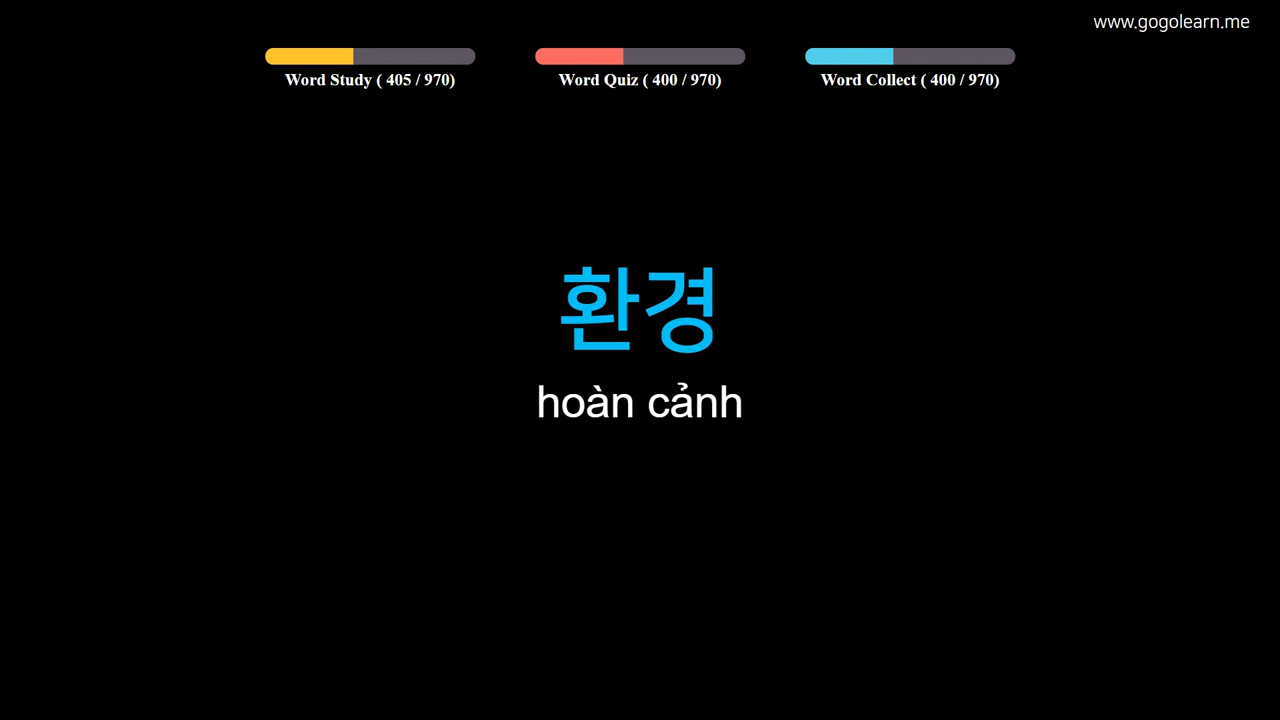 www.gogolearn.me
Word Study ( 405 / 970)
Word Quiz ( 400 / 970)
Word Collect ( 400 / 970)
환경
hoàn cảnh